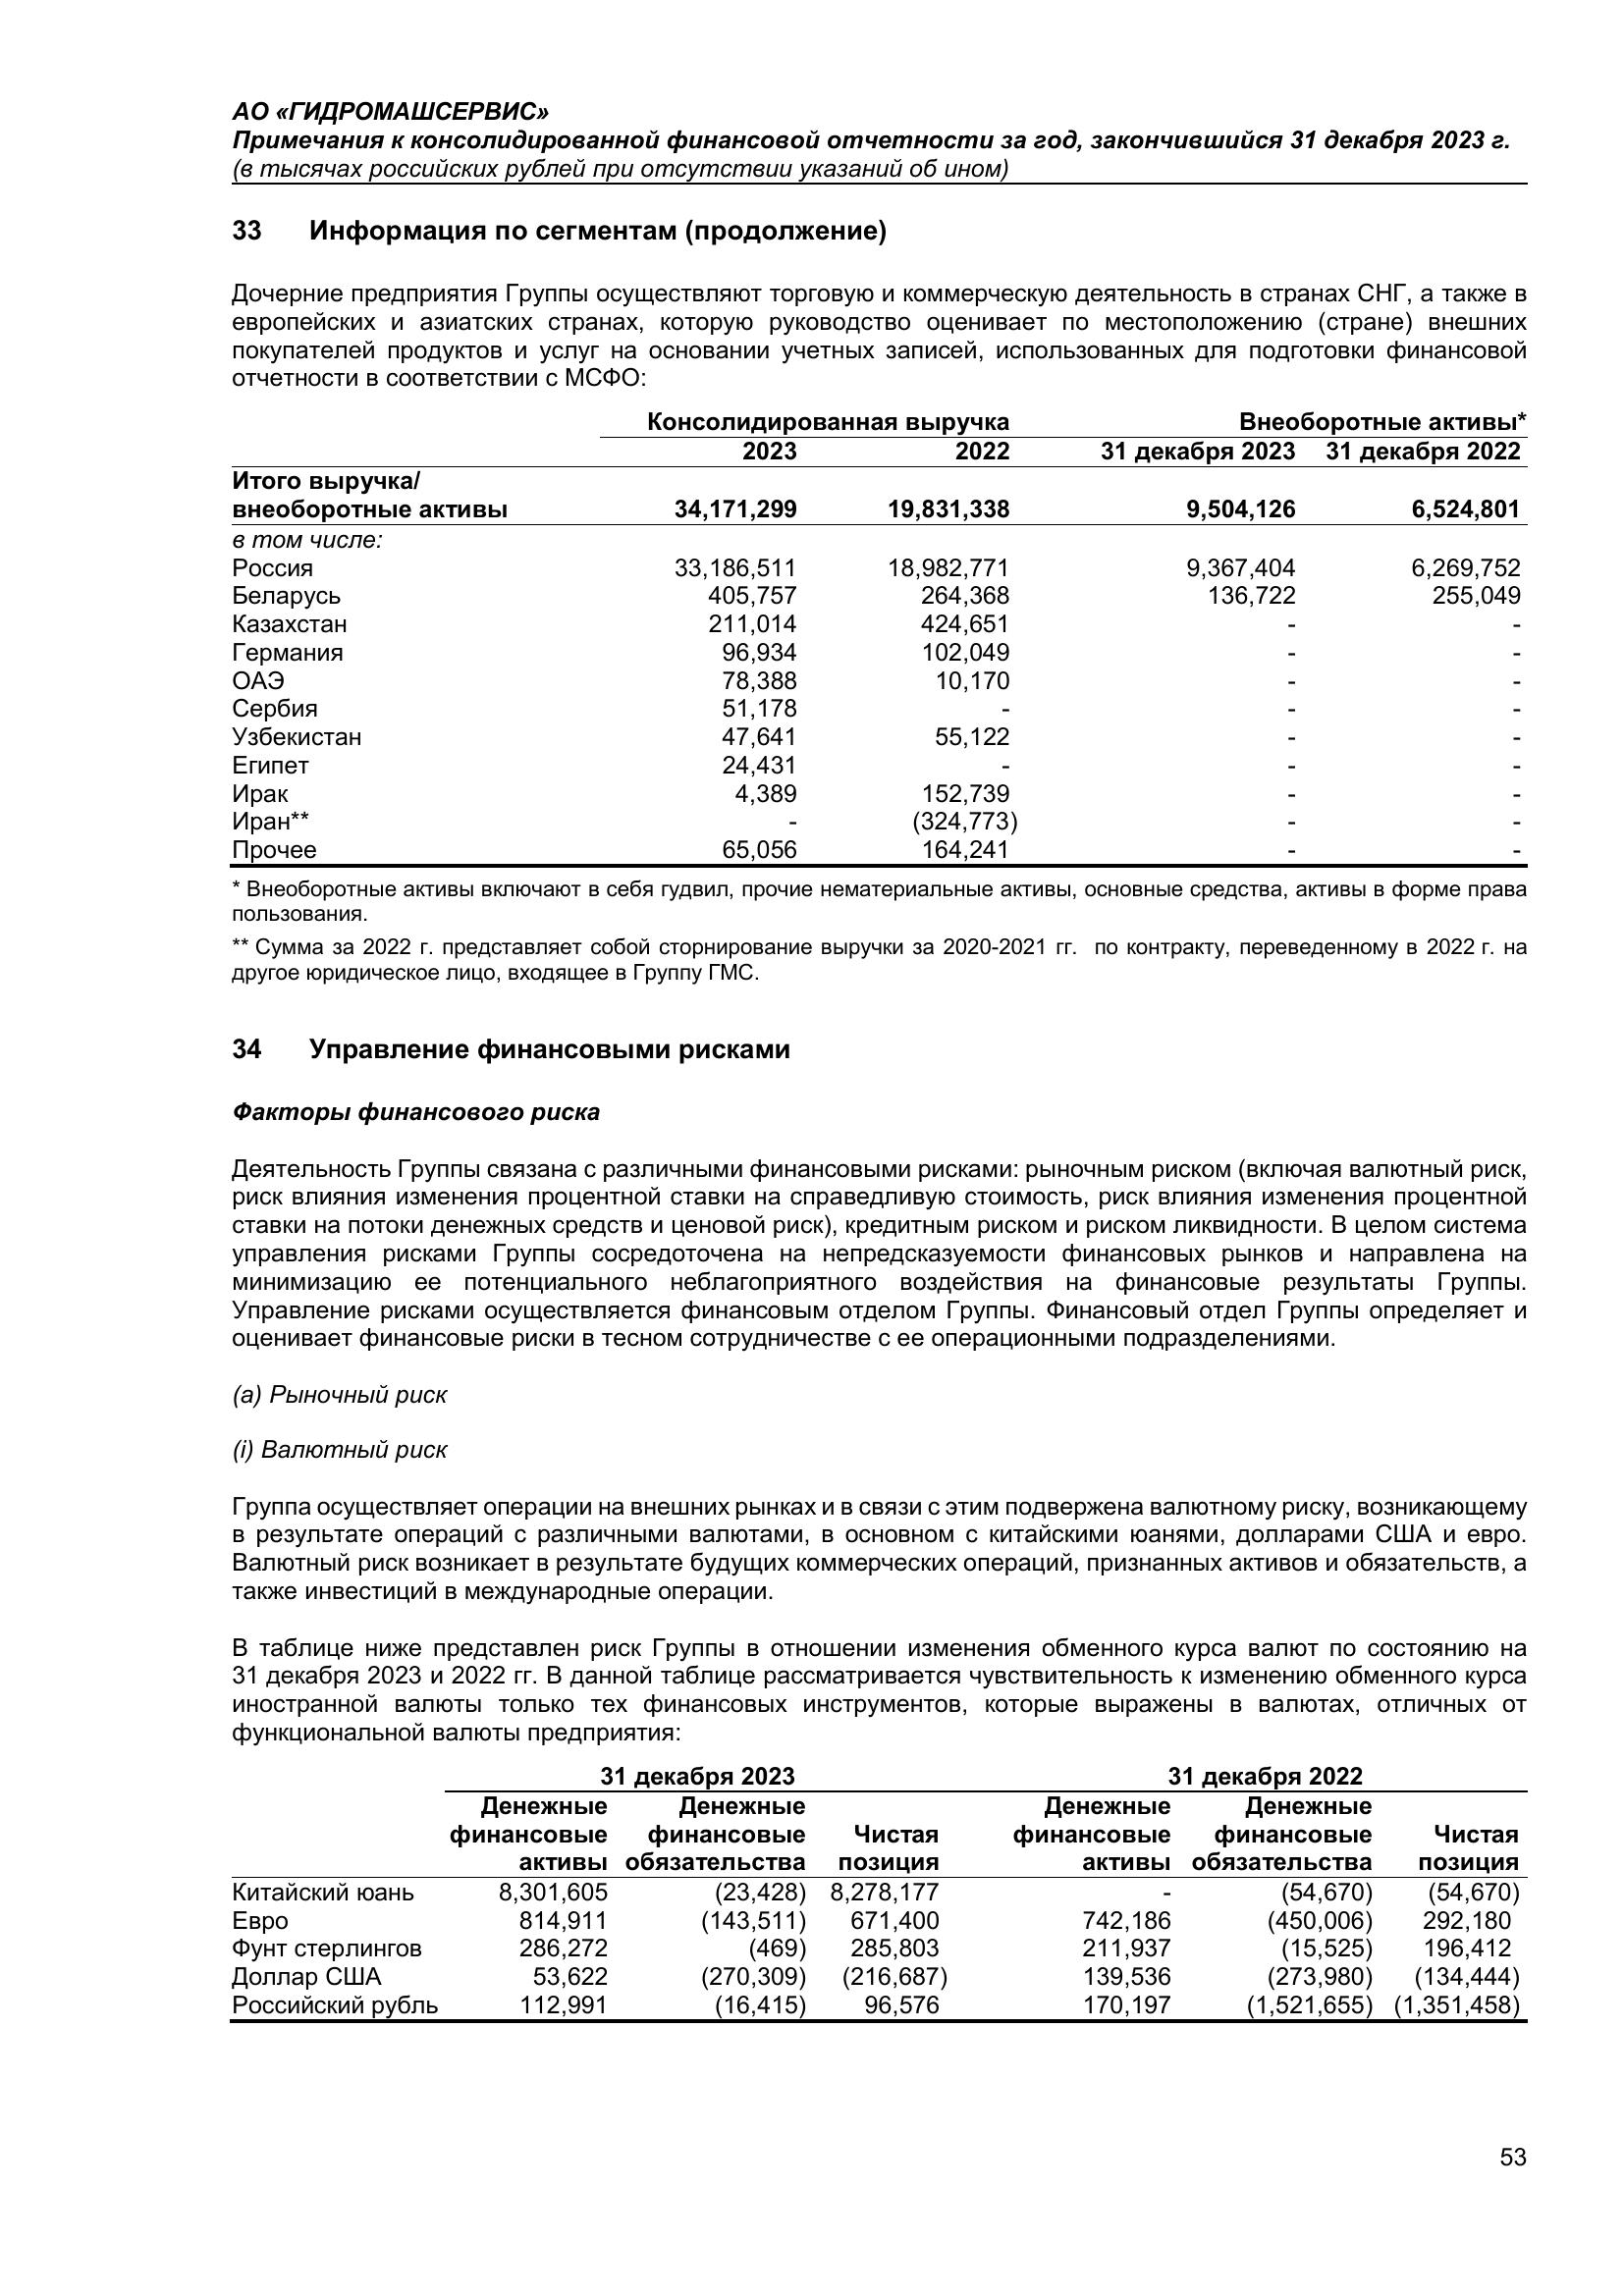 АО «ГИДРОМАШСЕРВИС»
Примечания к консолидированной финансовой отчетности за год, закончившийся 31 декабря 2023 г.
(в тысячах российских рублей при отсутствии указаний об ином)
33 Информация по сегментам (продолжение)
Дочерние предприятия Группы осуществляют торговую и коммерческую деятельность в странах СНГ, а также в
европейских и азиатских странах, которую руководство оценивает по местоположению (стране) внешних
покупателей продуктов и услуг на основании учетных записей, использованных для подготовки финансовой
отчетности в соответствии с МСФО:
Консолидированная выручка Внеоборотные активы*
2023 2022 31 декабря 2023 31 декабря 2022
Итого выручка/
внеоборотные активы 34,171,299 19,831,338 9,504,126 6,524,801
в том числе:
Россия 33,186,511 18,982,771 9,367,404 6,269,752
Беларусь 405,757 264,368 136,722 255,049
Казахстан 211,014 424,651 - -
Германия 96,934 102,049 - -
ОАЭ 78,388 10,170 - -
Сербия 51,178 - - -
Узбекистан 47,641 55,122 - -
Египет 24,431 - - -
Ирак 4,389 152,739 - -
Иран** - (324,773) - -
Прочее 65,056 164,241 - -
* Внеоборотные активы включают в себя гудвил, прочие нематериальные активы, основные средства, активы в форме права
пользования.
** Сумма за 2022 г. представляет собой сторнирование выручки за 2020-2021 гг. по контракту, переведенному в 2022 г. на
другое юридическое лицо, входящее в Группу ГМС.
34 Управление финансовыми рисками
Факторы финансового риска
Деятельность Группы связана с различными финансовыми рисками: рыночным риском (включая валютный риск,
риск влияния изменения процентной ставки на справедливую стоимость, риск влияния изменения процентной
ставки на потоки денежных средств и ценовой риск), кредитным риском и риском ликвидности. В целом система
управления рисками Группы сосредоточена на непредсказуемости финансовых рынков и направлена на
минимизацию ее потенциального неблагоприятного воздействия на финансовые результаты Группы.
Управление рисками осуществляется финансовым отделом Группы. Финансовый отдел Группы определяет и
оценивает финансовые риски в тесном сотрудничестве с ее операционными подразделениями.
(а) Рыночный риск
(i) Валютный риск
Группа осуществляет операции на внешних рынках и в связи с этим подвержена валютному риску, возникающему
в результате операций с различными валютами, в основном с китайскими юанями, долларами США и евро.
Валютный риск возникает в результате будущих коммерческих операций, признанных активов и обязательств, а
также инвестиций в международные операции.
В таблице ниже представлен риск Группы в отношении изменения обменного курса валют по состоянию на
31 декабря 2023 и 2022 гг. В данной таблице рассматривается чувствительность к изменению обменного курса
иностранной валюты только тех финансовых инструментов, которые выражены в валютах, отличных от
функциональной валюты предприятия:
31 декабря 2023 31 декабря 2022
Денежные Денежные Денежные Денежные
финансовые финансовые Чистая финансовые финансовые Чистая
активы обязательства позиция активы обязательства позиция
Китайский юань 8,301,605 (23,428) 8,278,177 - (54,670) (54,670)
Евро 814,911 (143,511) 671,400 742,186 (450,006) 292,180
Фунт стерлингов 286,272 (469) 285,803 211,937 (15,525) 196,412
Доллар США 53,622 (270,309) (216,687) 139,536 (273,980) (134,444)
Российский рубль 112,991 (16,415) 96,576 170,197 (1,521,655) (1,351,458)
53